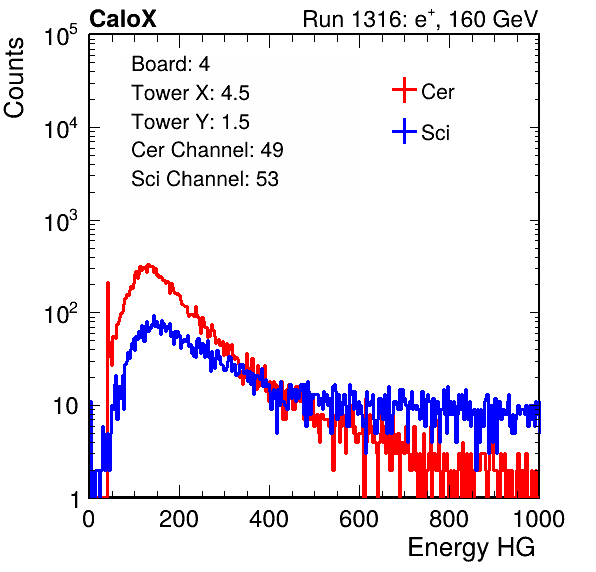 CaloX Run 1316: e⁺, 160 GeV
Counts
10⁵
10⁴
10³
10²
10
1
Board: 4
Tower X: 4.5
Tower Y: 1.5
Cer Channel: 49
Sci Channel: 53
Cer
Sci
0 200 400 600 800 1000
Energy HG